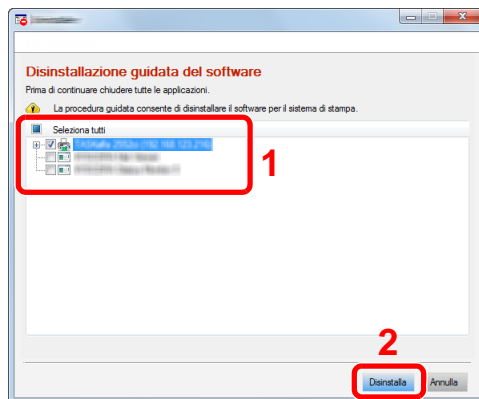 Disinstallazione guidata del software
Prima di continuare chiudere tutte le applicazioni.
La procedura guidata consente di disinstallare il software per il sistema di stampa.
Seleziona tutti
1
2
Disinstalla Annulla